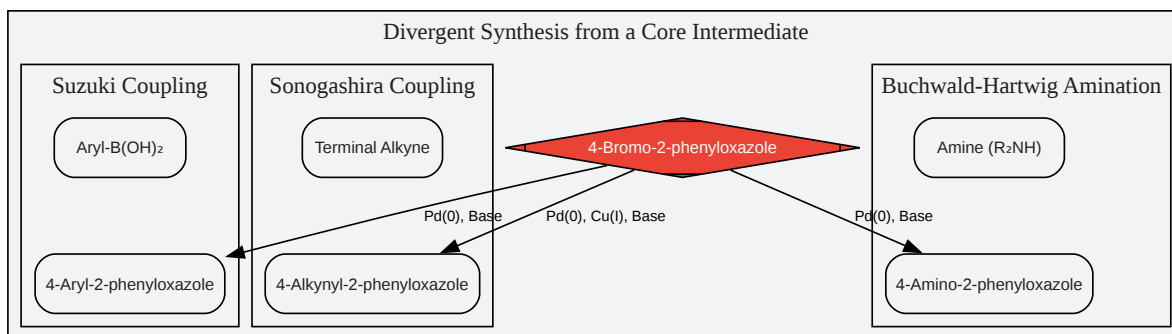 Divergent Synthesis from a Core Intermediate
Suzuki Coupling
Sonogashira Coupling
Buchwald-Hartwig Amination
Aryl-B(OH)₂
Terminal Alkyne
4-Bromo-2-phenyloxazole
Amine (R₂NH)
Pd(0), Base
Pd(0), Cu(I), Base
Pd(0), Base
4-Aryl-2-phenyloxazole
4-Alkynyl-2-phenyloxazole
4-Amino-2-phenyloxazole